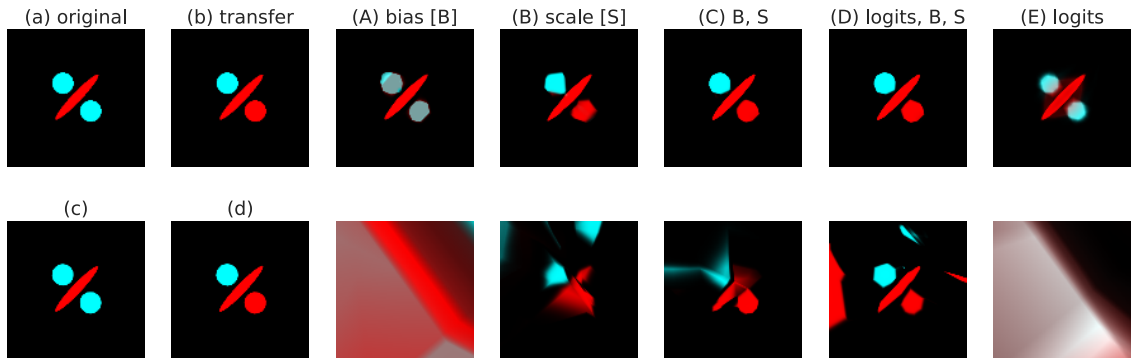 (a) original
(b) transfer
(A) bias [B]
(B) scale [S]
(C) B, S
(D) logits, B, S
(E) logits
(c)
(d)